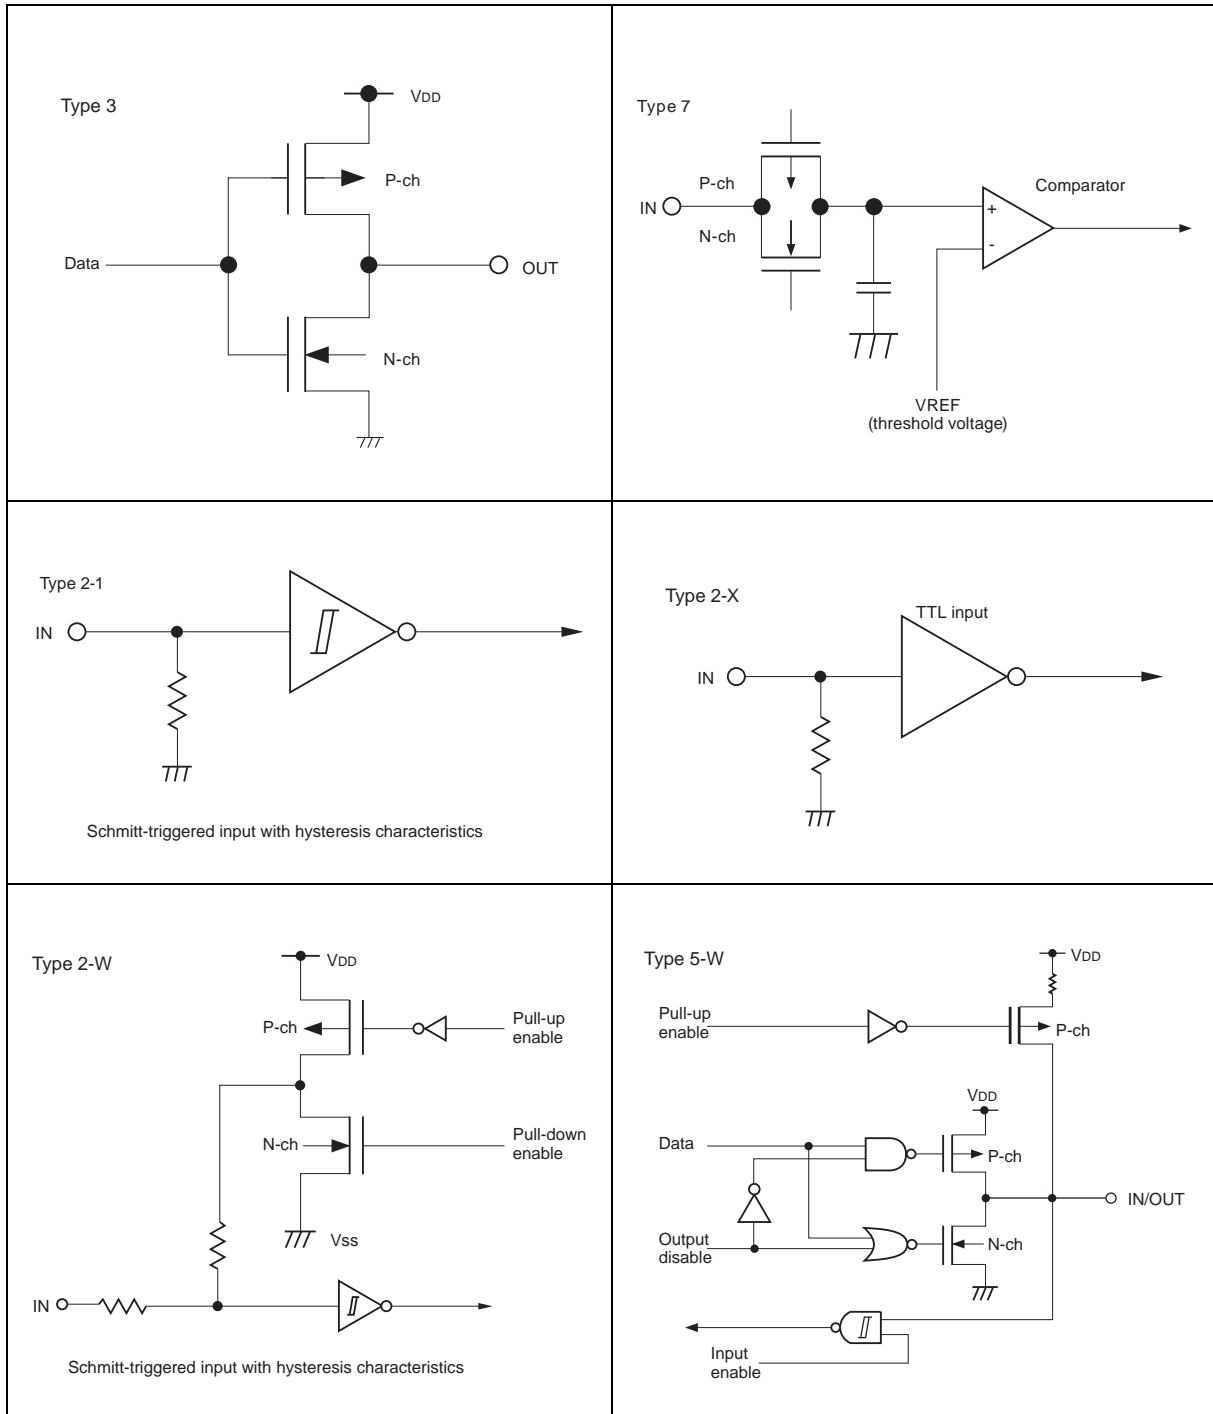 Type 3
VDD
P-ch
Data
OUT
N-ch
Type 7
P-ch
IN
N-ch
Comparator
+
-
VREF
(threshold voltage)
Type 2-1
IN
Schmitt-triggered input with hysteresis characteristics
Type 2-X
TTL input
IN
Type 2-W
VDD
P-ch
Pull-up
enable
N-ch
Pull-down
enable
Vss
IN
Schmitt-triggered input with hysteresis characteristics
Type 5-W
VDD
Pull-up
enable
P-ch
VDD
Data
P-ch
IN/OUT
Output
disable
N-ch
Input
enable